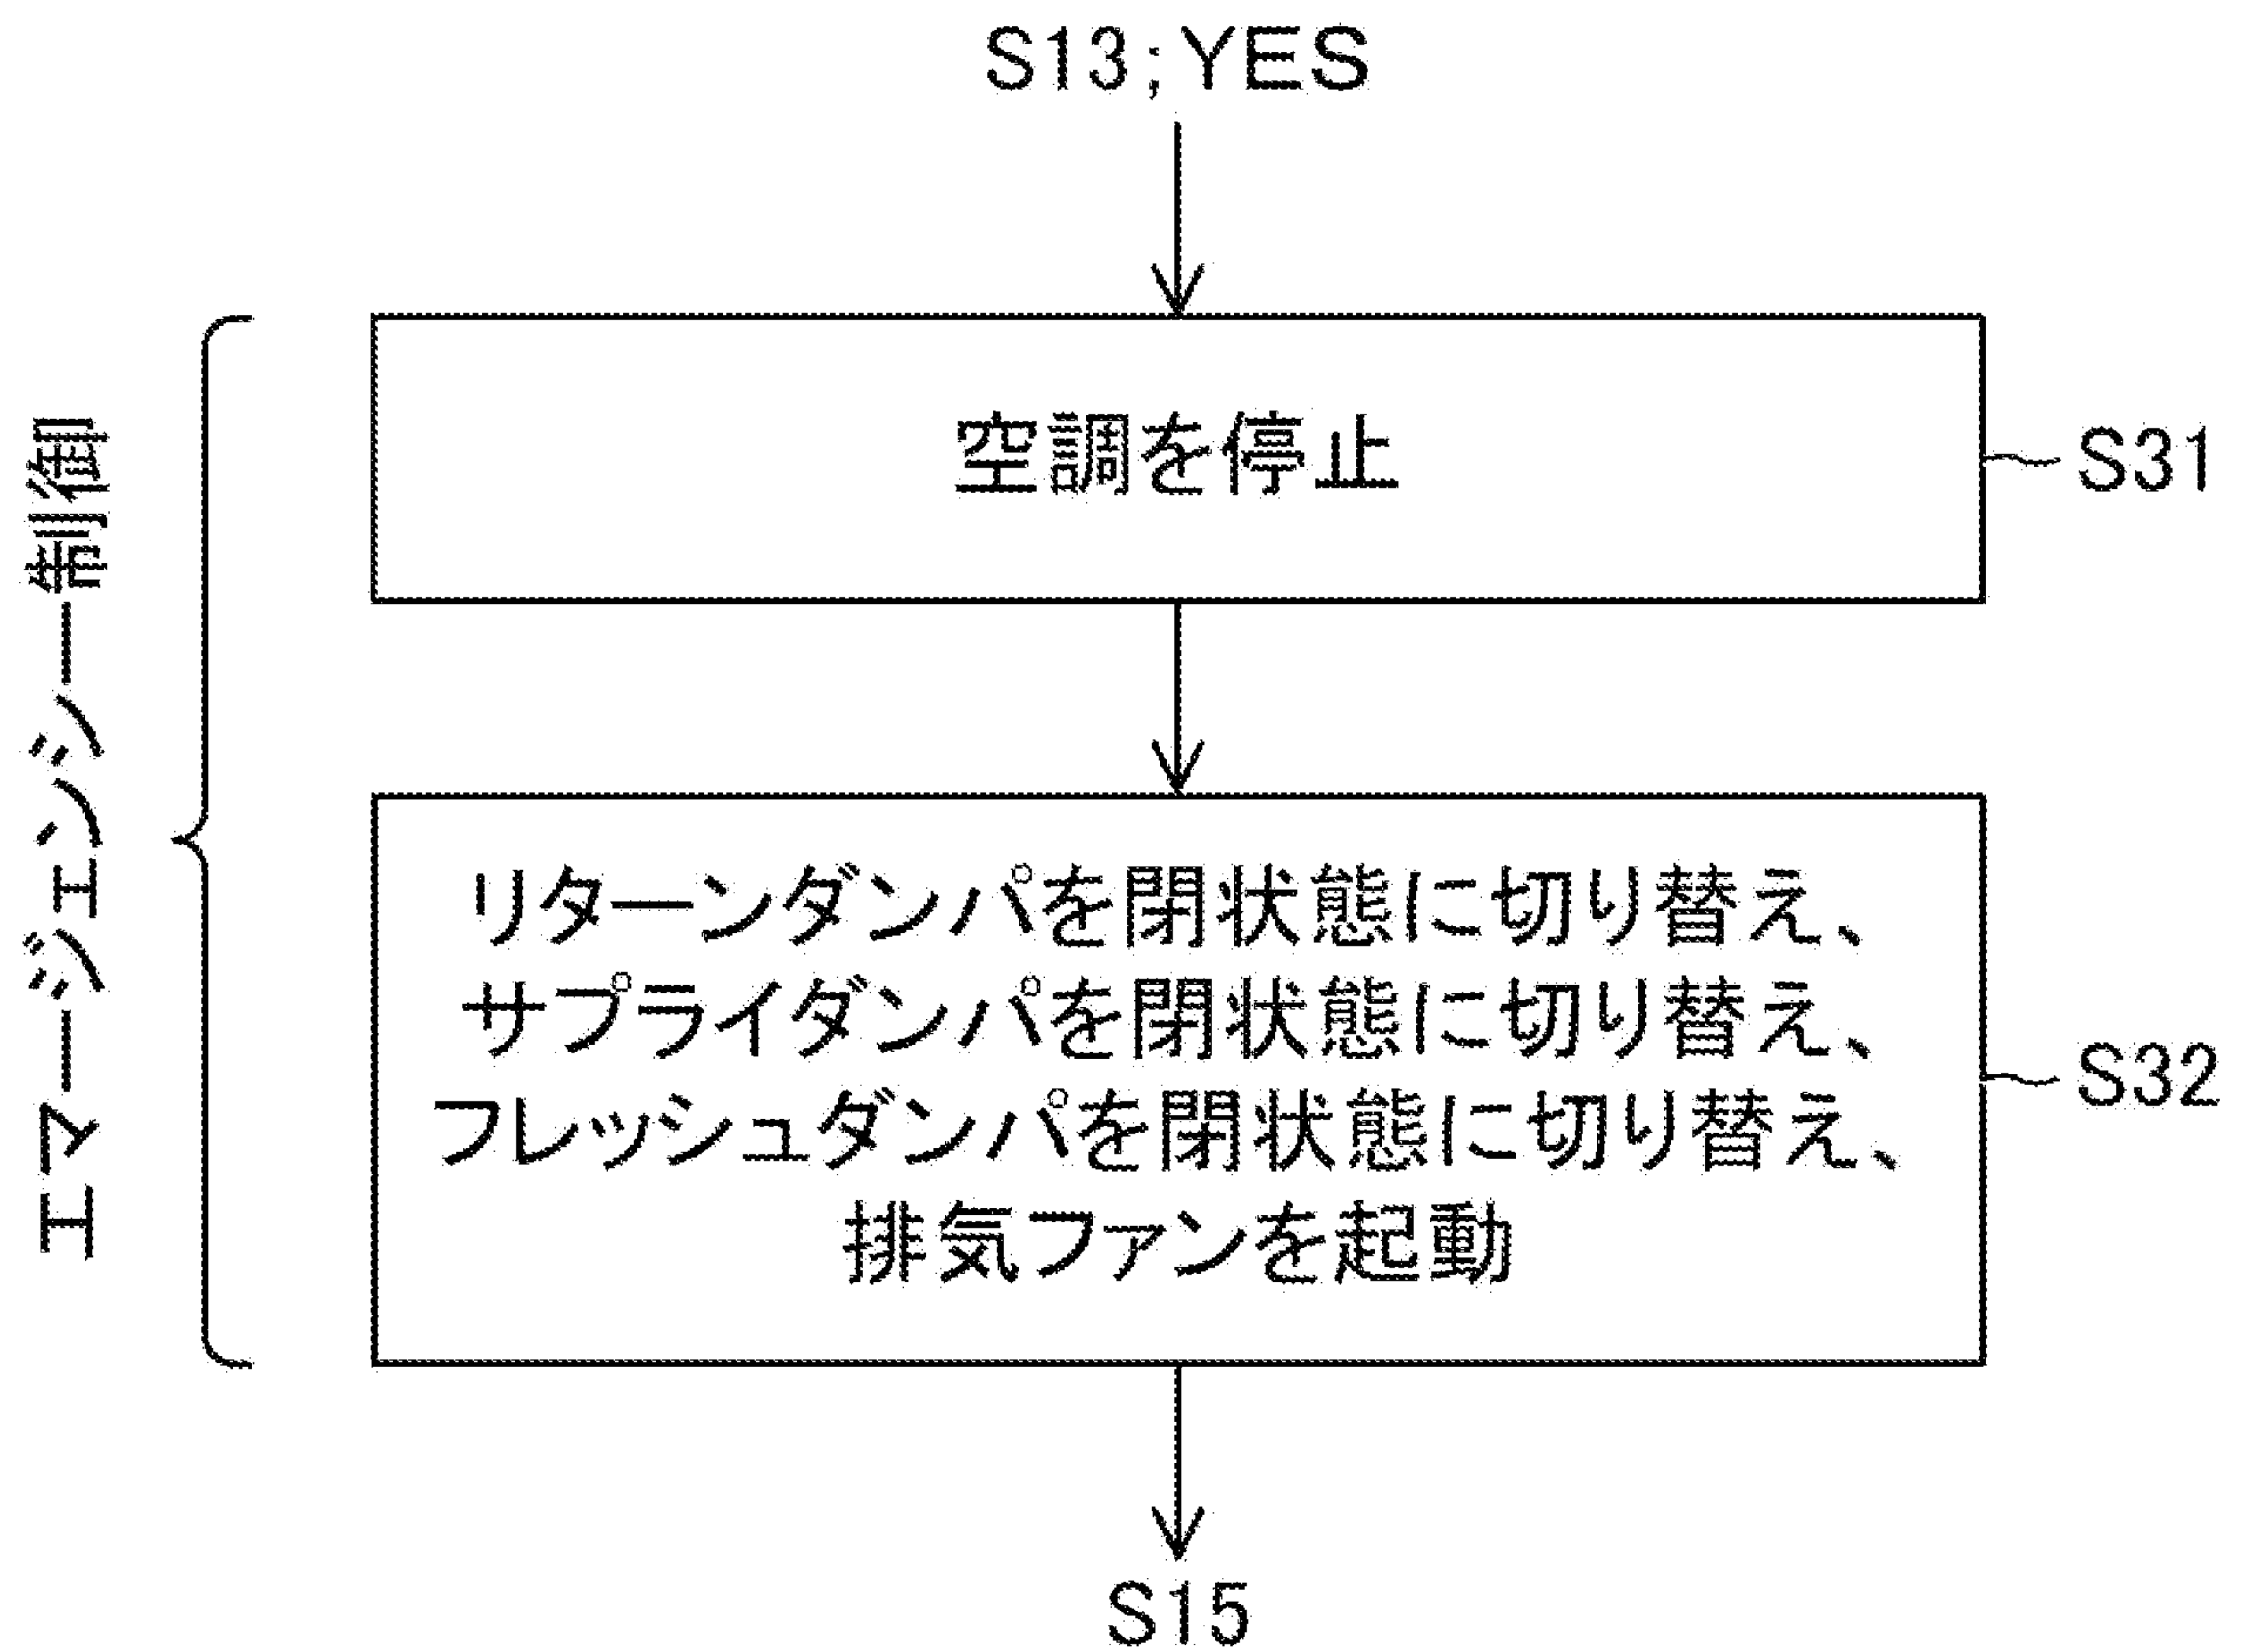 S13;YES
エマージェンシー制御
空調を停止
S31
リターンダンパを閉状態に切り替え、
サプライダンパを閉状態に切り替え、
フレッシュダンパを閉状態に切り替え、
排気ファンを起動
S32
S15